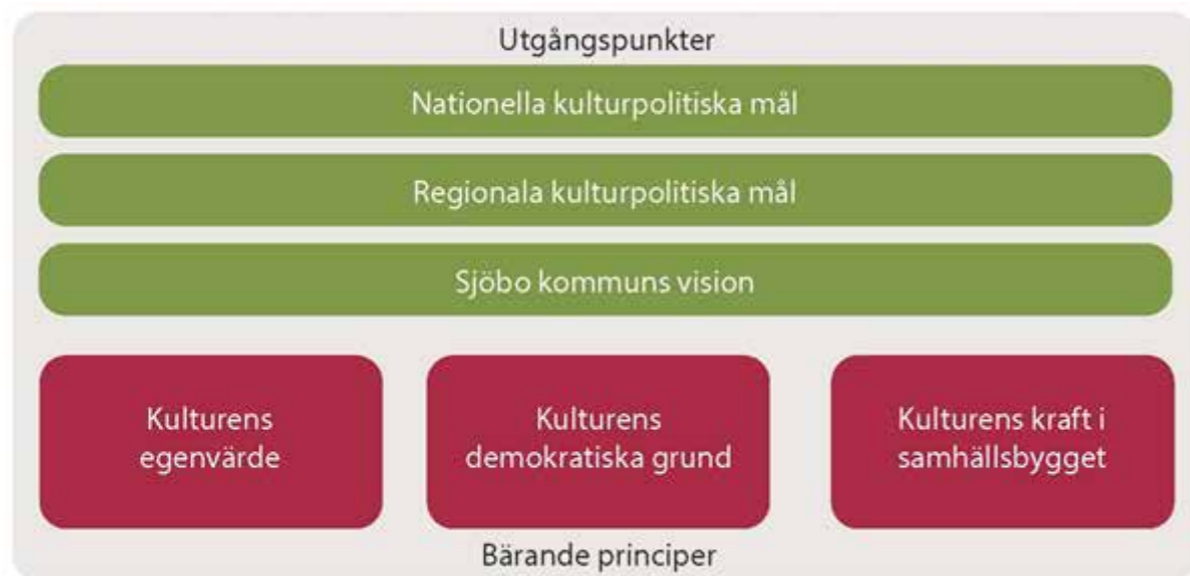 Utgångspunkter
Nationella kulturpolitiska mål
Regionala kulturpolitiska mål
Sjöbo kommuns vision
Kulturens
egenvärde
Kulturens
demokratiska grund
Kulturens kraft i
samhällsbygget
Bärande principer